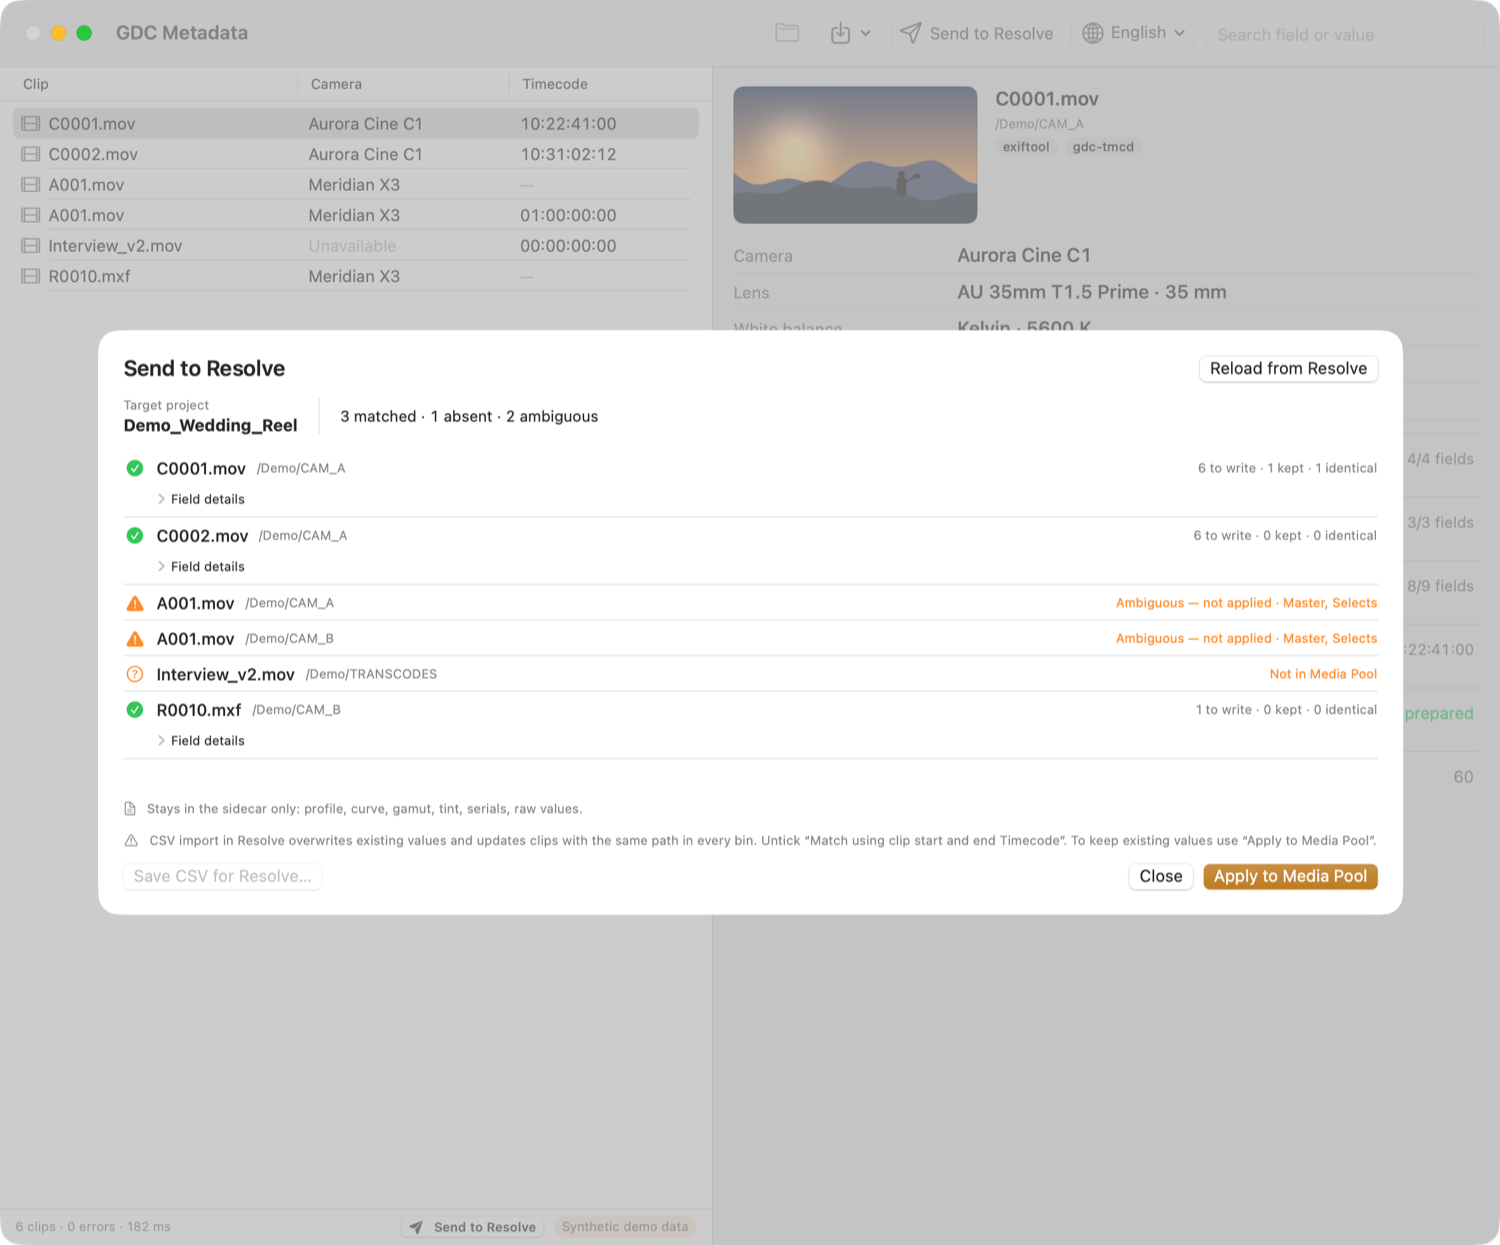 GDC Metadata
Send to Resolve
English
Search field or value
Clip Camera Timecode
C0001.mov Aurora Cine C1 10:22:41:00
C0002.mov Aurora Cine C1 10:31:02:12
A001.mov Meridian X3 —
A001.mov Meridian X3 01:00:00:00
Interview_v2.mov Unavailable 00:00:00:00
R0010.mxf Meridian X3 —
C0001.mov
/Demo/CAM_A
exiftool gdc-tmcd
Camera Aurora Cine C1
Lens AU 35mm T1.5 Prime · 35 mm
White balance Kelvin · 5600 K
4/4 fields
3/3 fields
8/9 fields
:22:41:00
prepared
60
Send to Resolve
Reload from Resolve
Target project
Demo_Wedding_Reel
3 matched · 1 absent · 2 ambiguous
C0001.mov /Demo/CAM_A 6 to write · 1 kept · 1 identical
Field details
C0002.mov /Demo/CAM_A 6 to write · 0 kept · 0 identical
Field details
A001.mov /Demo/CAM_A Ambiguous — not applied · Master, Selects
A001.mov /Demo/CAM_B Ambiguous — not applied · Master, Selects
Interview_v2.mov /Demo/TRANSCODES Not in Media Pool
R0010.mxf /Demo/CAM_B 1 to write · 0 kept · 0 identical
Field details
Stays in the sidecar only: profile, curve, gamut, tint, serials, raw values.
CSV import in Resolve overwrites existing values and updates clips with the same path in every bin. Untick “Match using clip start and end Timecode”. To keep existing values use “Apply to Media Pool”.
Save CSV for Resolve...
Close
Apply to Media Pool
6 clips · 0 errors · 182 ms
Send to Resolve
Synthetic demo data